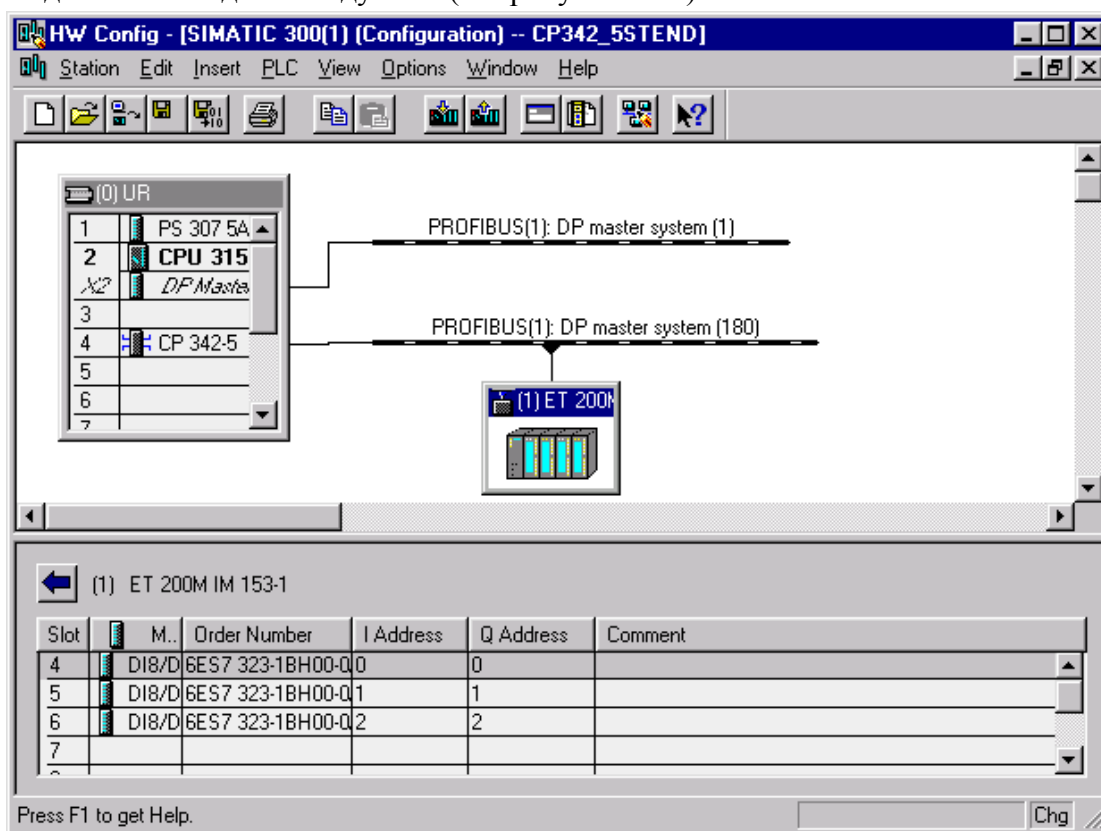 HW Config - [SIMATIC 300(1) (Configuration) -- CP342_5STEND]
Station Edit Insert PLC View Options Window Help
(0) UR
1 PS 307 5A
2 CPU 315
X2 DP Master
3
4 CP 342-5
5
6
7
PROFIBUS(1): DP master system (1)
PROFIBUS(1): DP master system (180)
(1) ET 200M
(1) ET 200M IM 153-1
Slot M.. Order Number I Address Q Address Comment
4 DI8/D 6ES7 323-1BH00-0 0 0
5 DI8/D 6ES7 323-1BH00-0 1 1
6 DI8/D 6ES7 323-1BH00-0 2 2
7
Press F1 to get Help. Chg